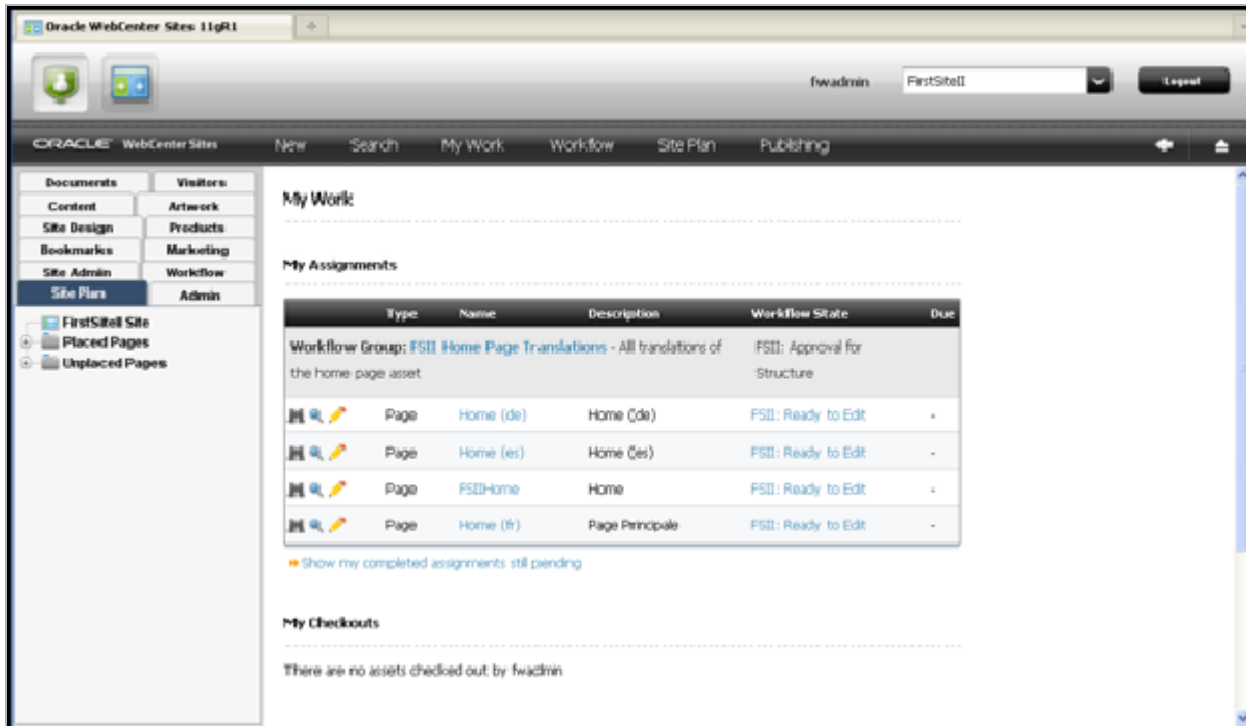 Oracle WebCenter Sites 11gR1
fwadmin FirstSiteII Logout
ORACLE WebCenter Sites New Search My Work Workflow Site Plan Publishing
Documents Visitors
Content Artwork
Site Design Products
Bookmarks Marketing
Site Admin Workflow
Site Plan Admin
FirstSiteII Site
Placed Pages
Unplaced Pages
My Work
My Assignments
Type Name Description Workflow State Due
Workflow Group: FSII Home Page Translations - All translations of the home page asset
FSII: Approval for Structure
Page Home (de) Home (de) FSII: Ready to Edit -
Page Home (es) Home (es) FSII: Ready to Edit -
Page FSIIHome Home FSII: Ready to Edit -
Page Home (fr) Page Principale FSII: Ready to Edit -
Show my completed assignments still pending
My Checkouts
There are no assets checked out by fwadmin